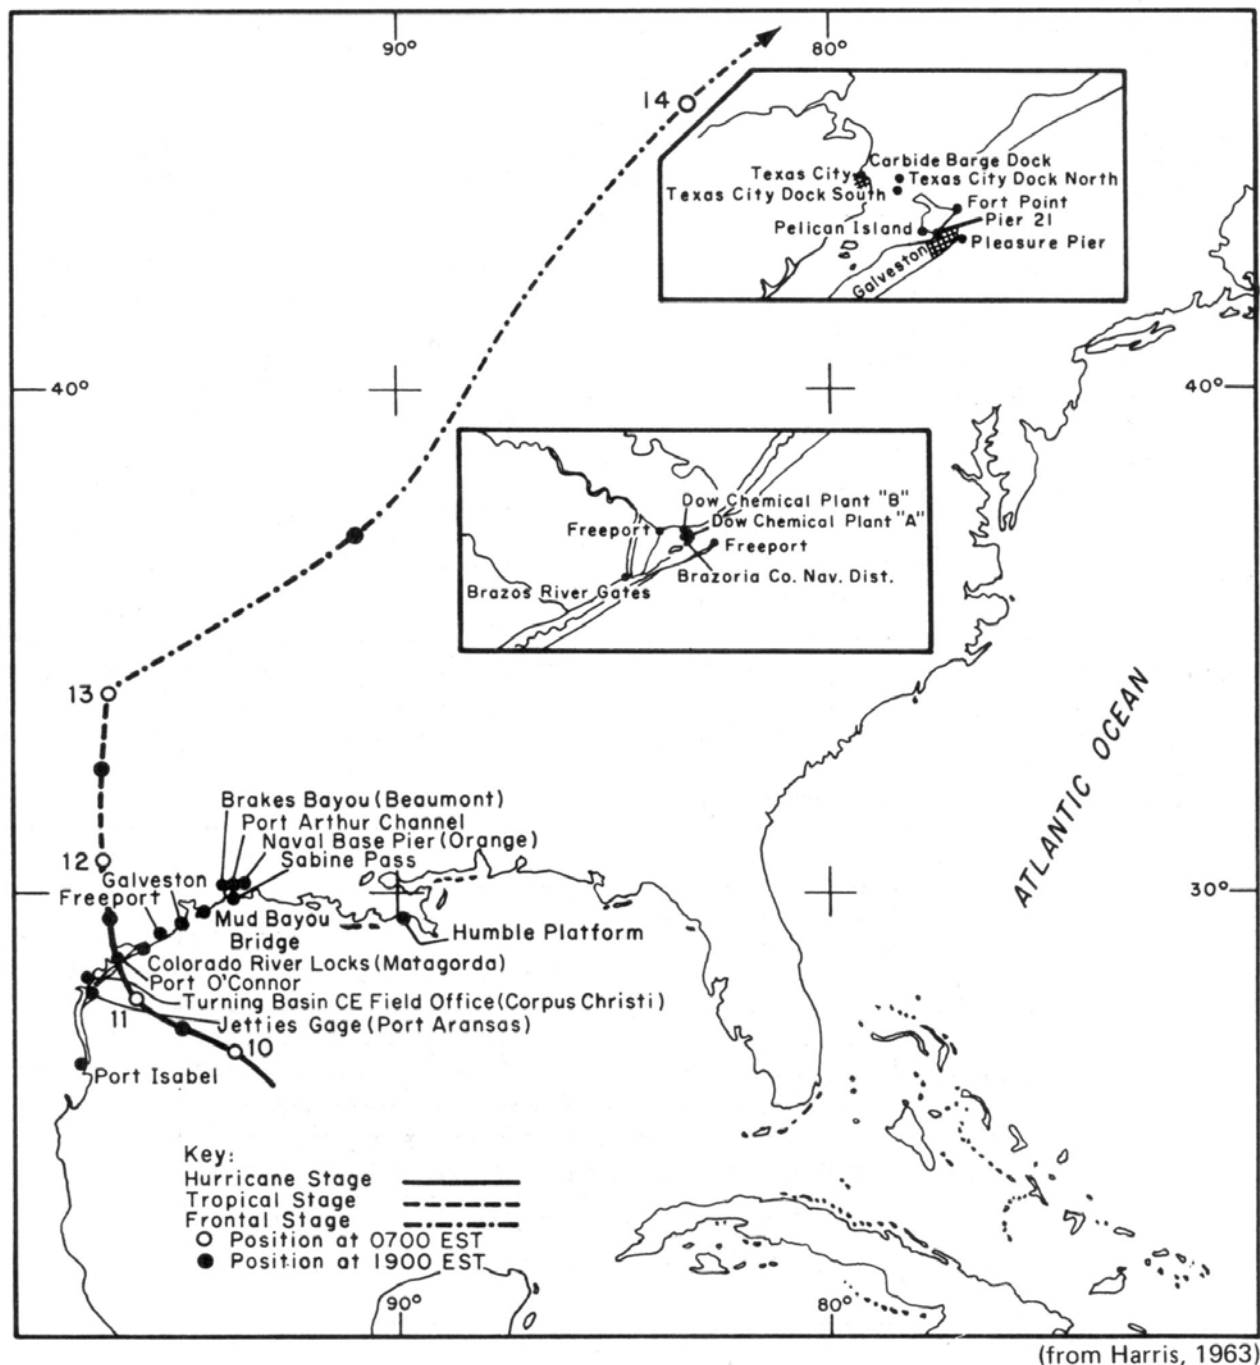 90°
80°
14
Carbide Barge Dock
Texas City
Texas City Dock North
Texas City Dock South
Fort Point
Pier 21
Pelican Island
Pleasure Pier
Galveston
40°
40°
Dow Chemical Plant "B"
Dow Chemical Plant "A"
Freeport
Freeport
Brazoria Co. Nav. Dist.
Brazos River Gates
13
ATLANTIC OCEAN
Brakes Bayou (Beaumont)
Port Arthur Channel
Naval Base Pier (Orange)
Sabine Pass
12
Galveston
30°
Freeport
Mud Bayou
Bridge
Humble Platform
Colorado River Locks (Matagorda)
Port O'Connor
Turning Basin CE Field Office (Corpus Christi)
11
Jetties Gage (Port Aransas)
10
Port Isabel
Key:
Hurricane Stage
Tropical Stage
Frontal Stage
Position at 0700 EST
Position at 1900 EST
90°
80°
(from Harris, 1963)